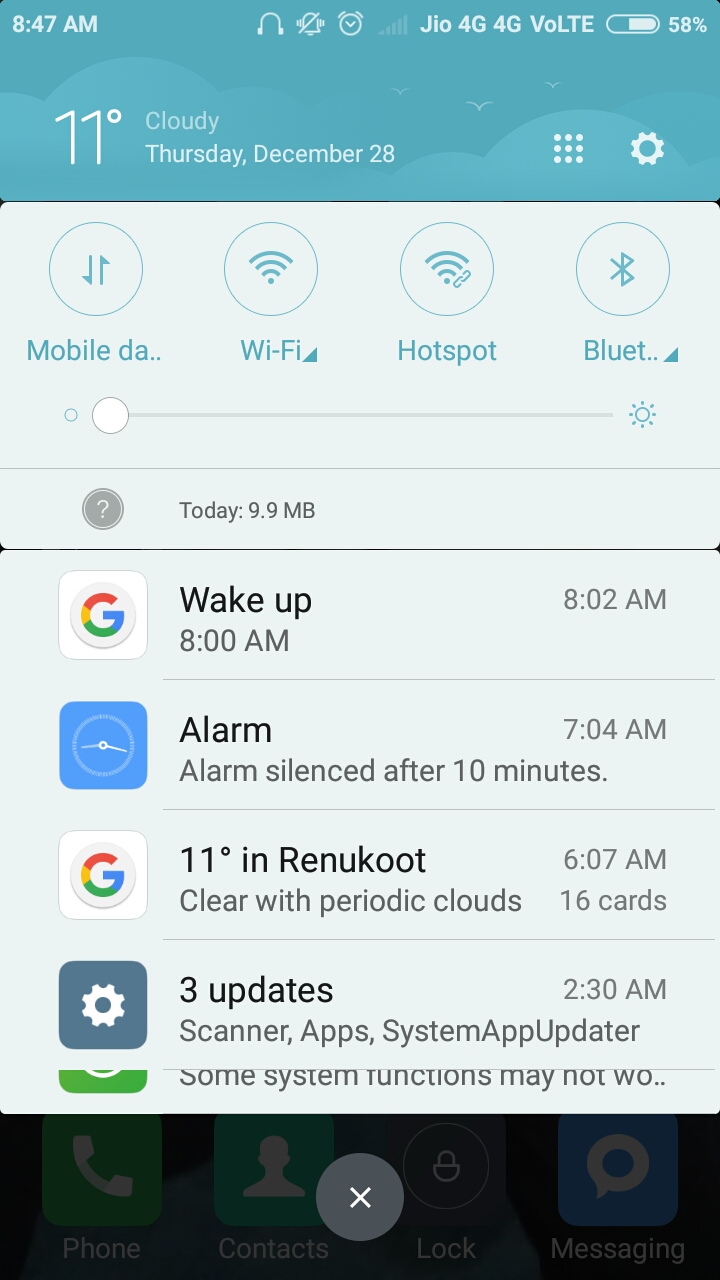 8:47 AM Jio 4G 4G VoLTE 58%
11° Cloudy
Thursday, December 28
Mobile da.. Wi-Fi Hotspot Bluet..
? Today: 9.9 MB
Wake up 8:02 AM
8:00 AM
Alarm 7:04 AM
Alarm silenced after 10 minutes.
11° in Renukoot 6:07 AM
Clear with periodic clouds 16 cards
3 updates 2:30 AM
Scanner, Apps, SystemAppUpdater
Some system functions may not wo..
Phone Contacts Lock Messaging